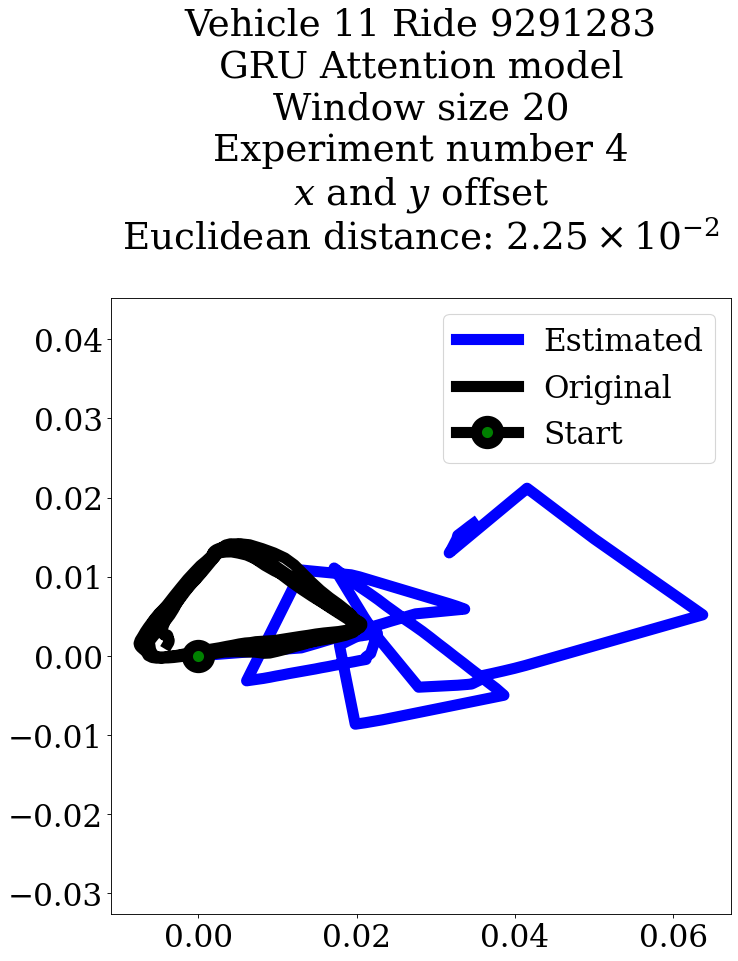 Vehicle 11 Ride 9291283
GRU Attention model
Window size 20
Experiment number 4
x and y offset
Euclidean distance: 2.25 × 10⁻²
Estimated
Original
Start
0.04
0.03
0.02
0.01
0.00
−0.01
−0.02
−0.03
0.00 0.02 0.04 0.06